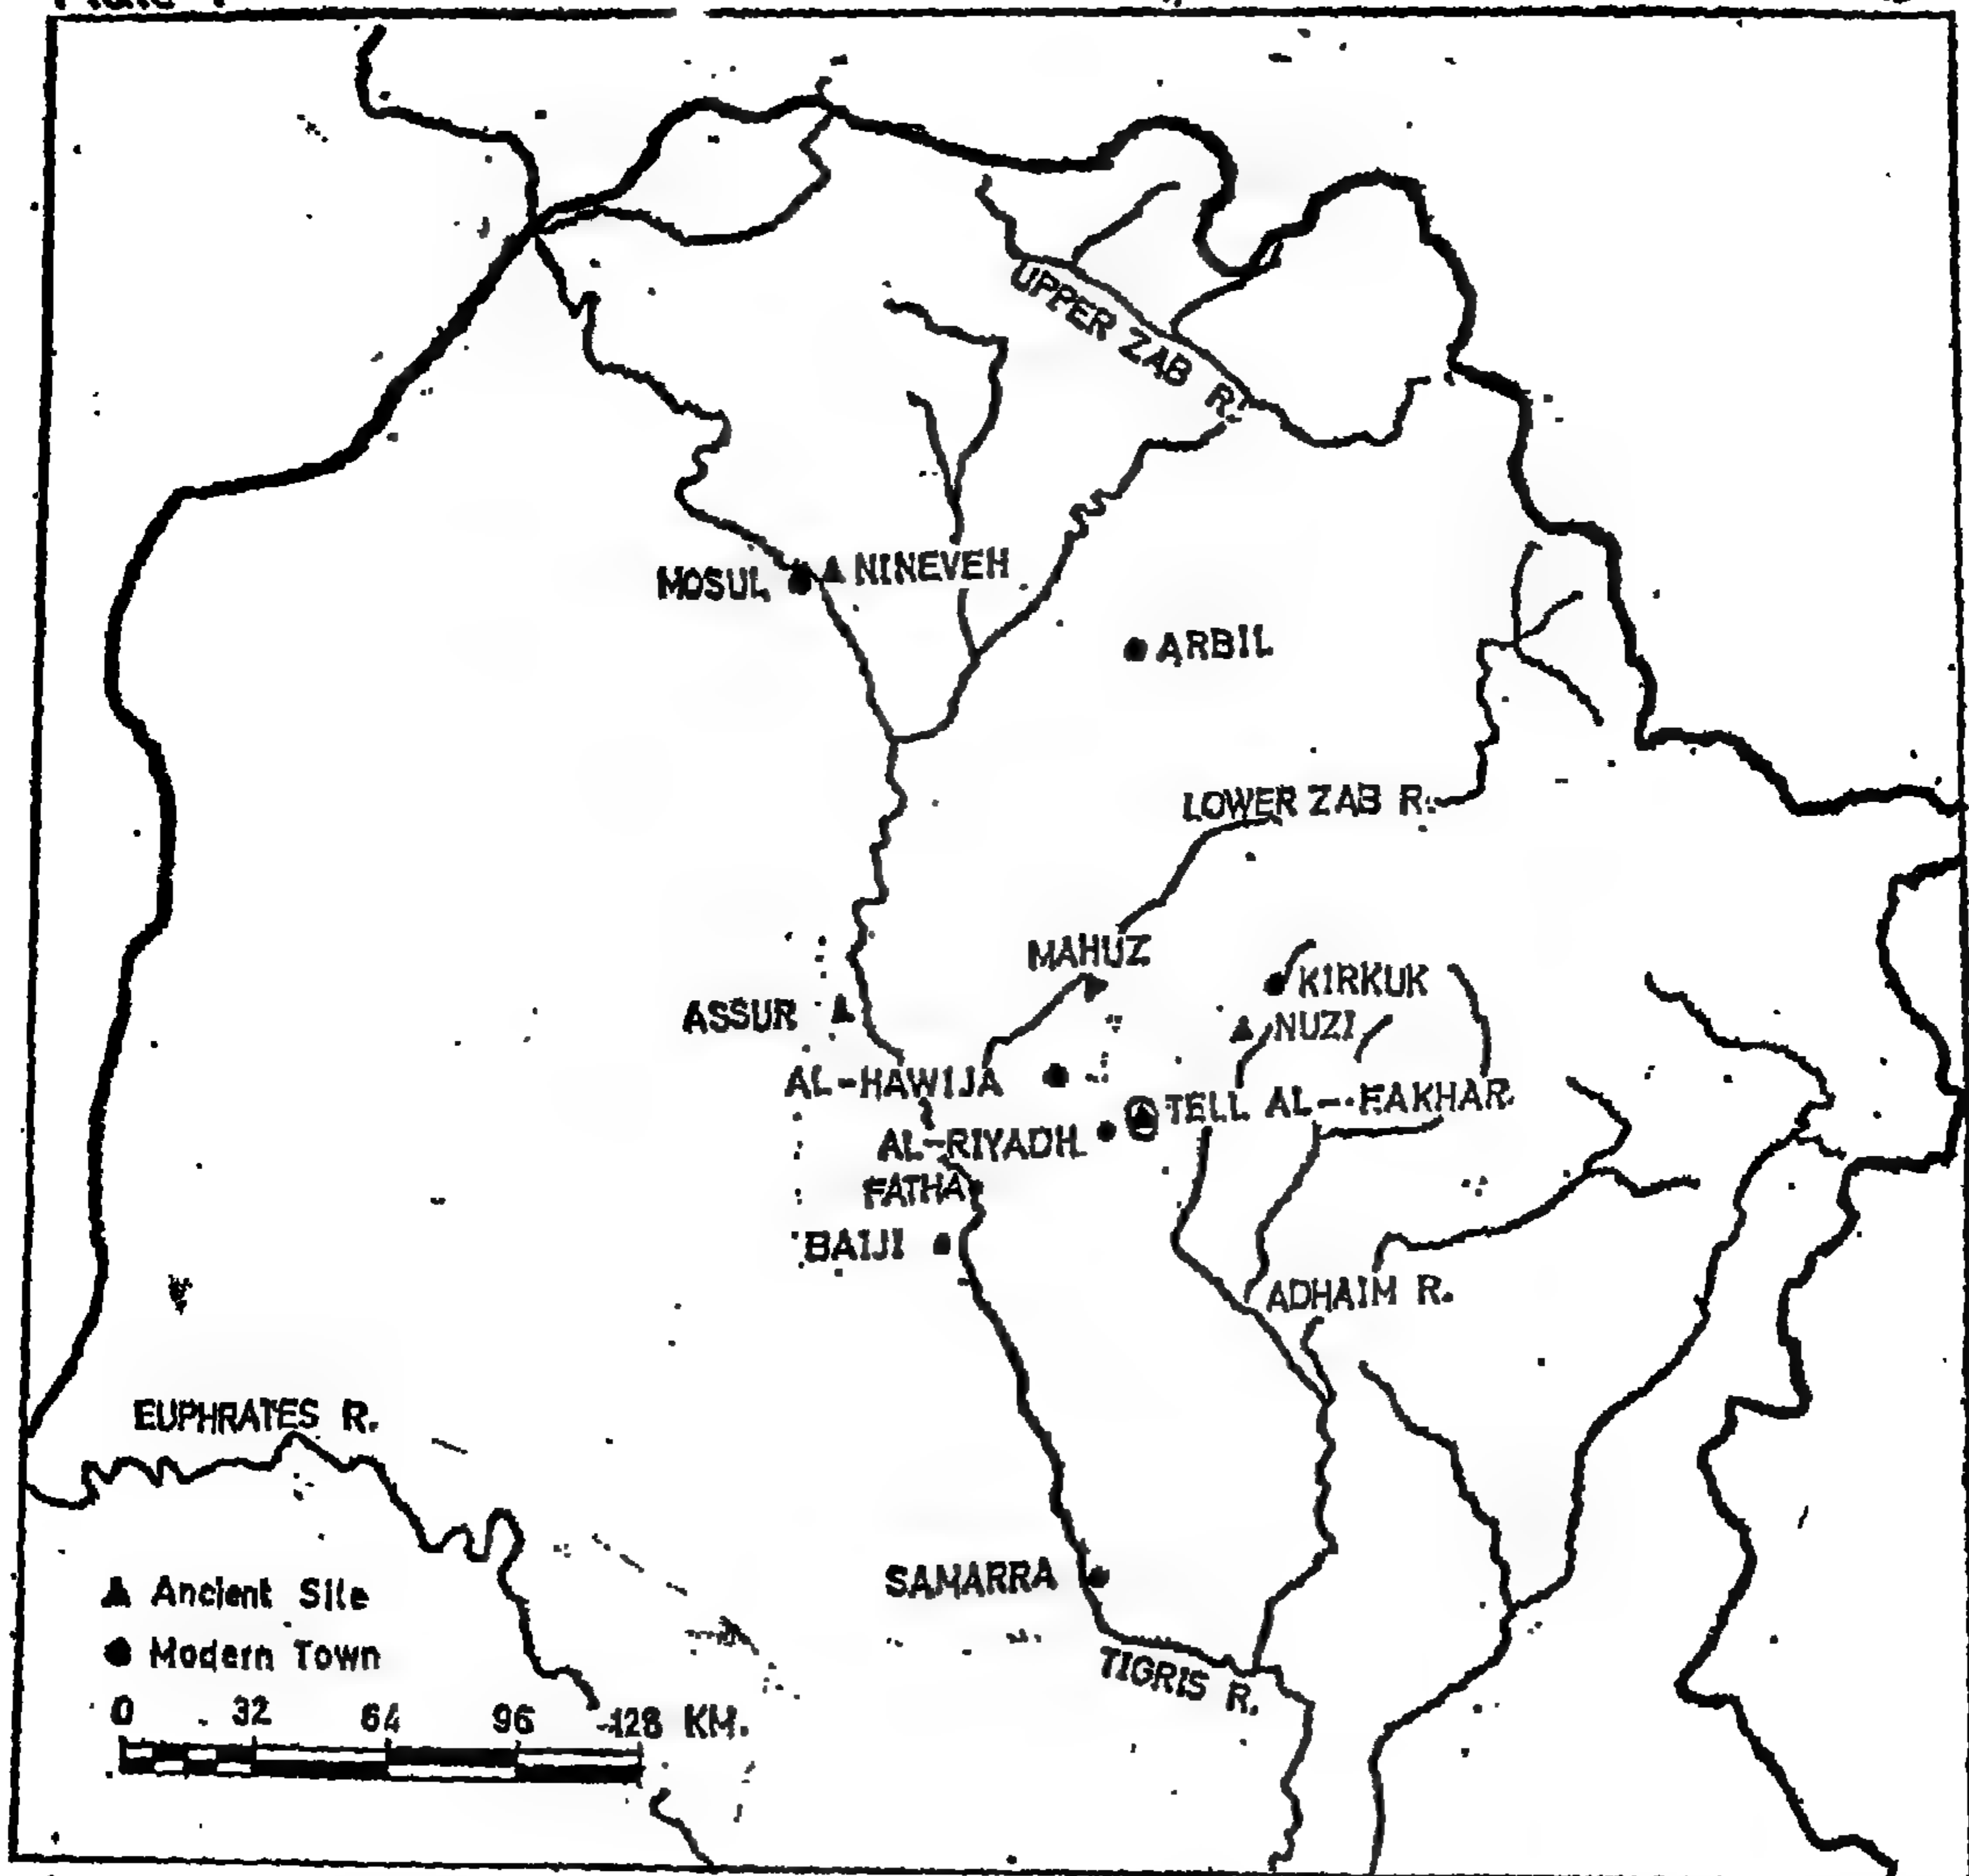 UPPER ZAB R.
MOSUL
NINEVEH
ARBIL
LOWER ZAB R.
MAHUZ
KIRKUK
ASSUR
NUZI
AL-HAWIJA
TELL AL-FAKHAR
AL-RIYADH
FATHA
BAIJI
ADHAIM R.
EUPHRATES R.
SAMARRA
Ancient Site
Modern Town
TIGRIS R.
0 32 64 96 128 KM.